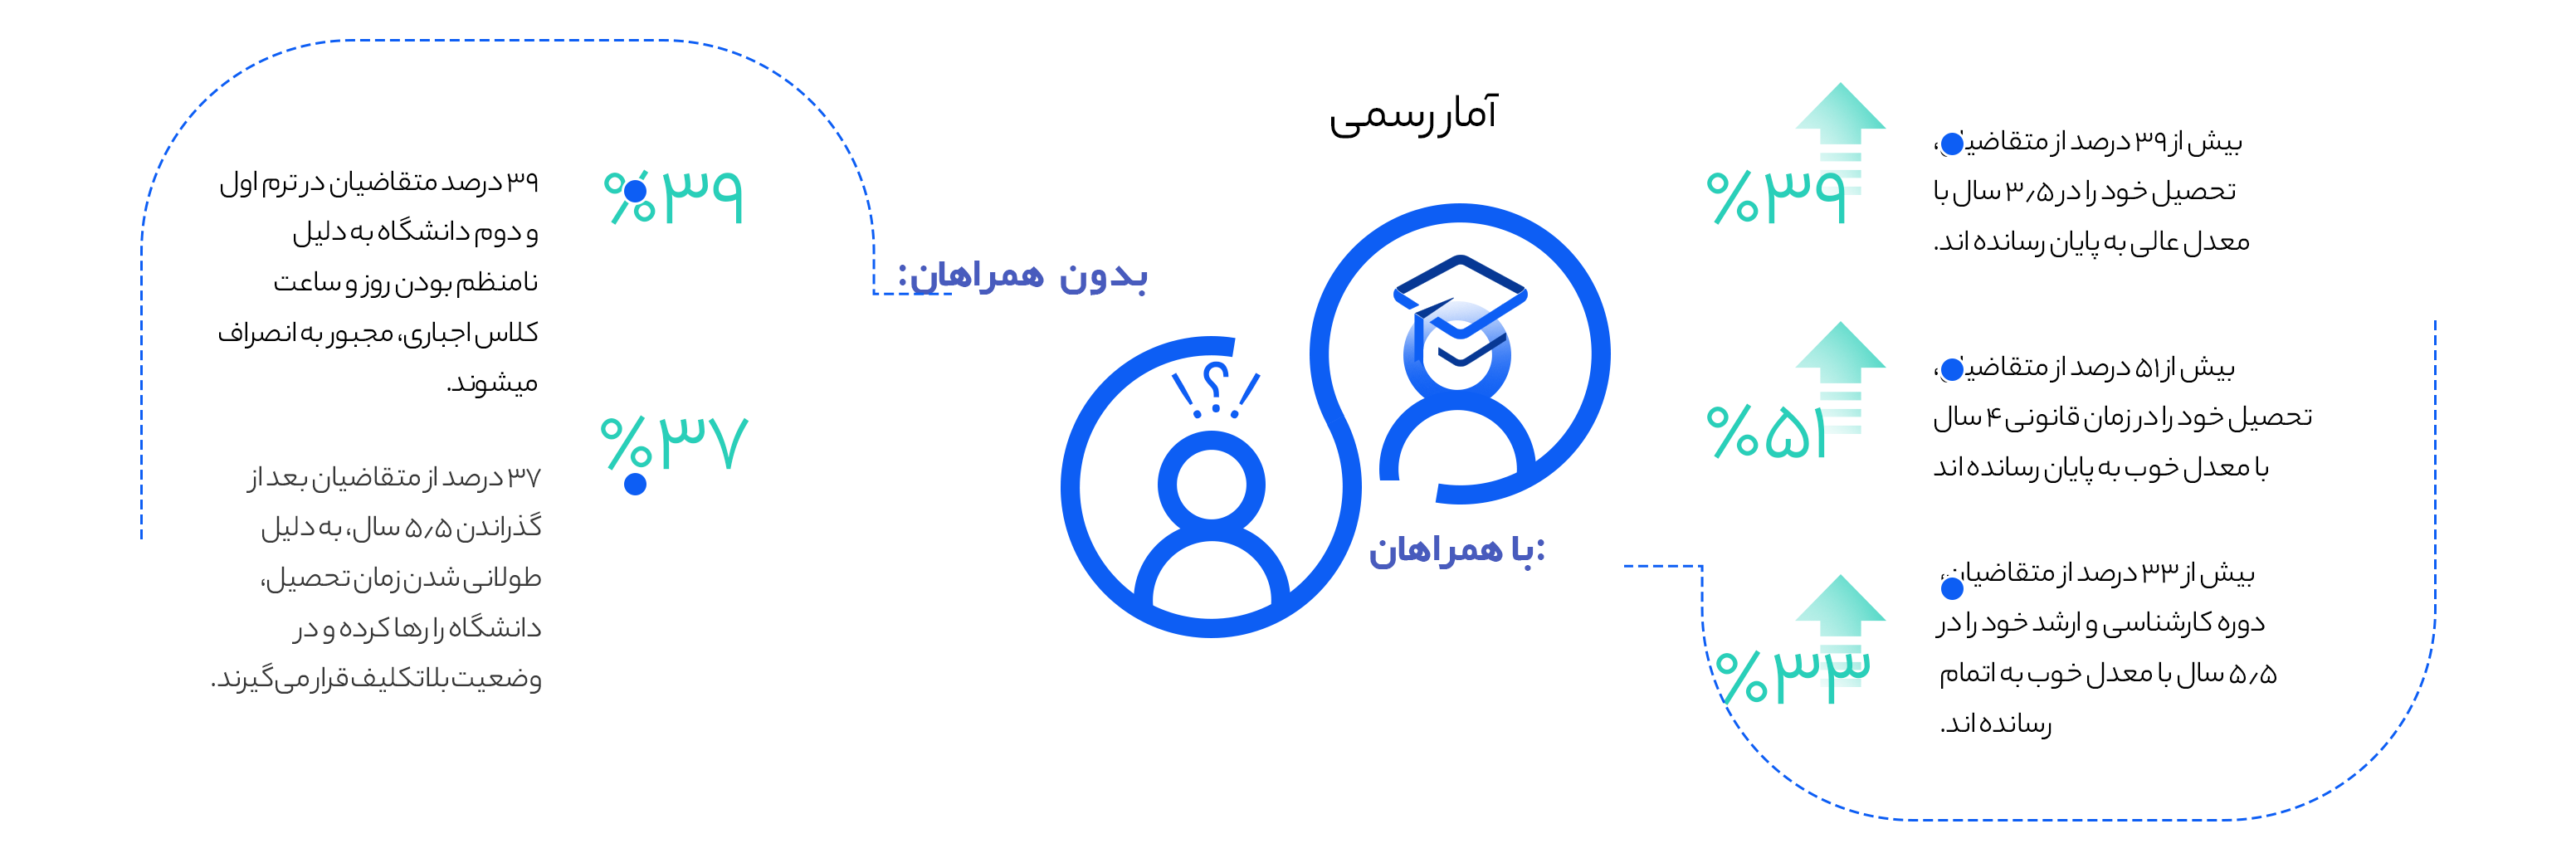 آمار رسمی
با همراهان:
%۳۹
بیش از ۳۹ درصد از متقاضیان،
تحصیل خود را در ۳٫۵ سال با
معدل عالی به پایان رسانده اند.
%۵۱
بیش از ۵۱ درصد از متقاضیان،
تحصیل خود را در زمان قانونی ۴ سال
با معدل خوب به پایان رسانده اند
%۳۳
بیش از ۳۳ درصد از متقاضیان،
دوره کارشناسی و ارشد خود را در
۵٫۵ سال با معدل خوب به اتمام
رسانده اند.
بدون همراهان:
%۳۹
۳۹ درصد متقاضیان در ترم اول
و دوم دانشگاه به دلیل
نامنظم بودن روز و ساعت
کلاس اجباری، مجبور به انصراف
میشوند.
%۳۷
۳۷ درصد از متقاضیان بعد از
گذراندن ۵٫۵ سال، به دلیل
طولانی شدن زمان تحصیل،
دانشگاه را رها کرده و در
وضعیت بلاتکلیف قرار می‌گیرند.
!؟!